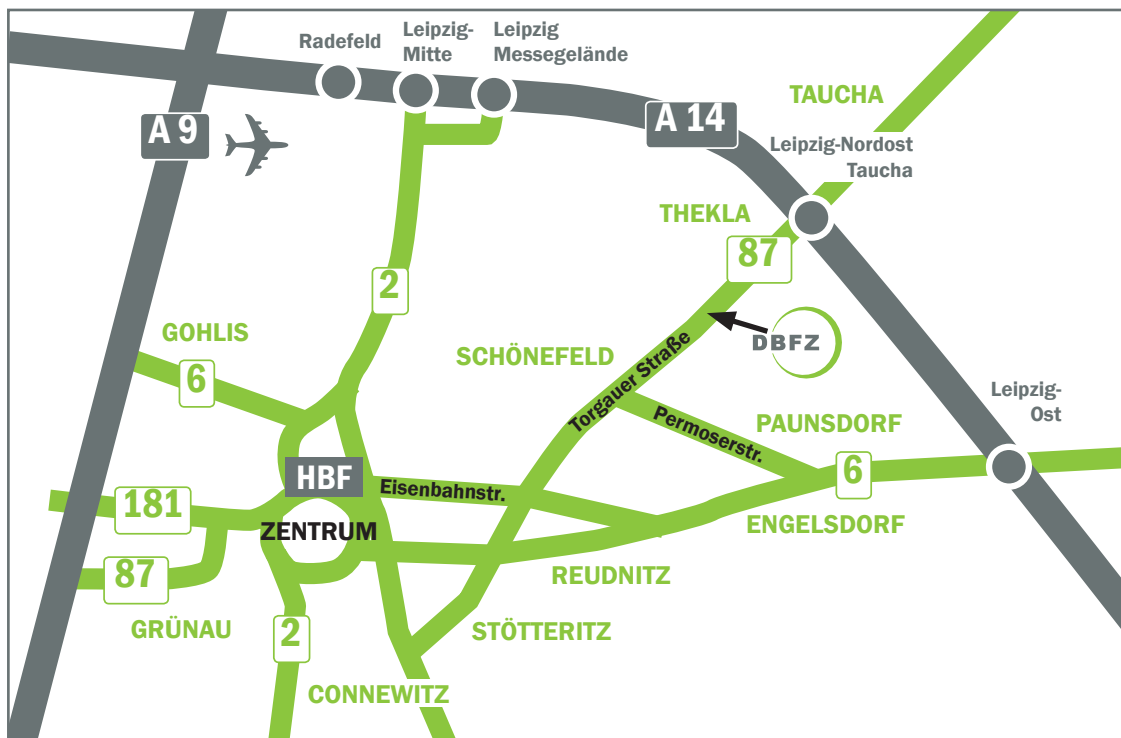 Radefeld
Leipzig-
Mitte
Leipzig
Messegelände
A 9
A 14
TAUCHA
Leipzig-Nordost
Taucha
THEKLA
87
2
DBFZ
GOHLIS
6
SCHÖNEFELD
Torgauer Straße
Permoserstr.
Leipzig-
Ost
PAUNSDORF
6
HBF
Eisenbahnstr.
181
ZENTRUM
ENGELSDORF
87
REUDNITZ
GRÜNAU
2
STÖTTERITZ
CONNEWITZ